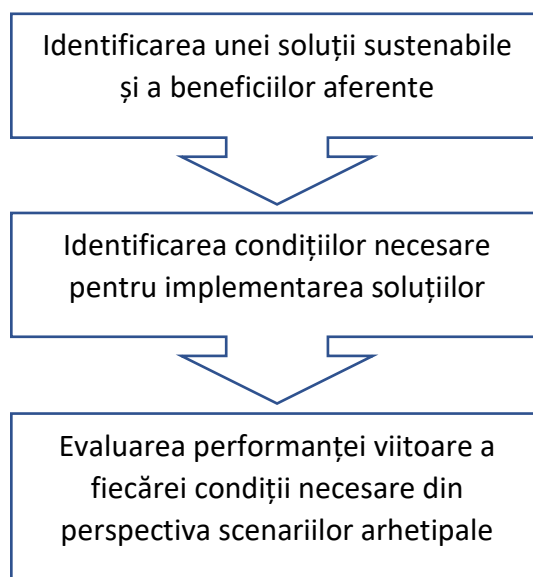 Identificarea unei soluții sustenabile
și a beneficiilor aferente
Identificarea condițiilor necesare
pentru implementarea soluțiilor
Evaluarea performanței viitoare a
fiecărei condiții necesare din
perspectiva scenariilor arhetipale